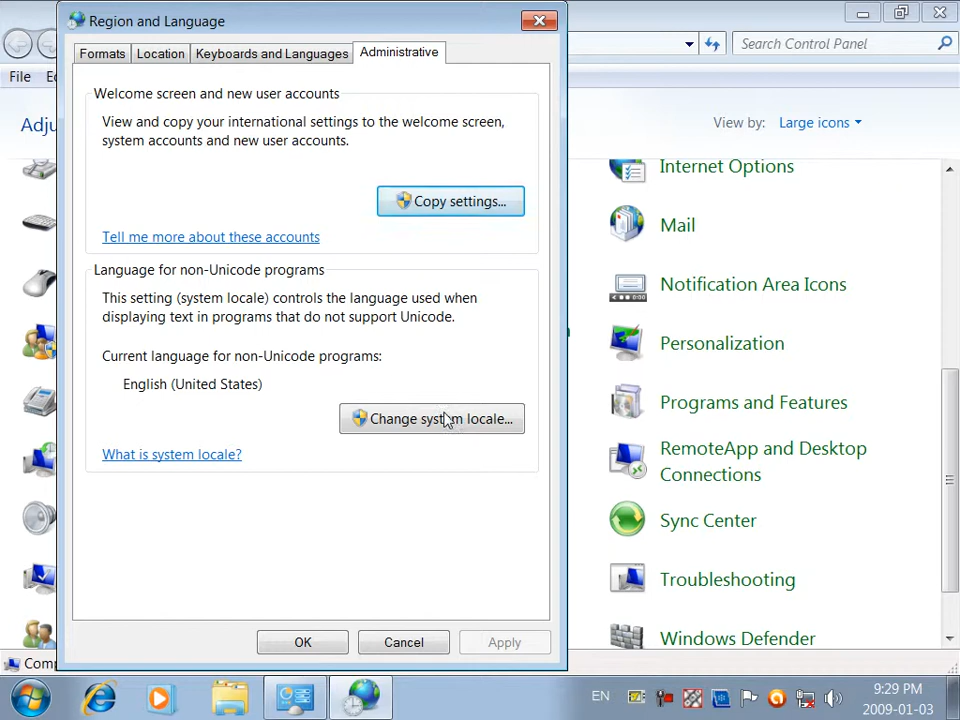 Region and Language
Search Control Panel
Formats
Location
Keyboards and Languages
Administrative
File
Welcome screen and new user accounts
View and copy your international settings to the welcome screen,
system accounts and new user accounts.
Copy settings...
Tell me more about these accounts
Language for non-Unicode programs
This setting (system locale) controls the language used when
displaying text in programs that do not support Unicode.
Current language for non-Unicode programs:
English (United States)
Change system locale...
What is system locale?
OK
Cancel
Apply
View by:
Large icons
Internet Options
Mail
Notification Area Icons
Personalization
Programs and Features
RemoteApp and Desktop
Connections
Sync Center
Troubleshooting
Windows Defender
EN
9:29 PM
2009-01-03